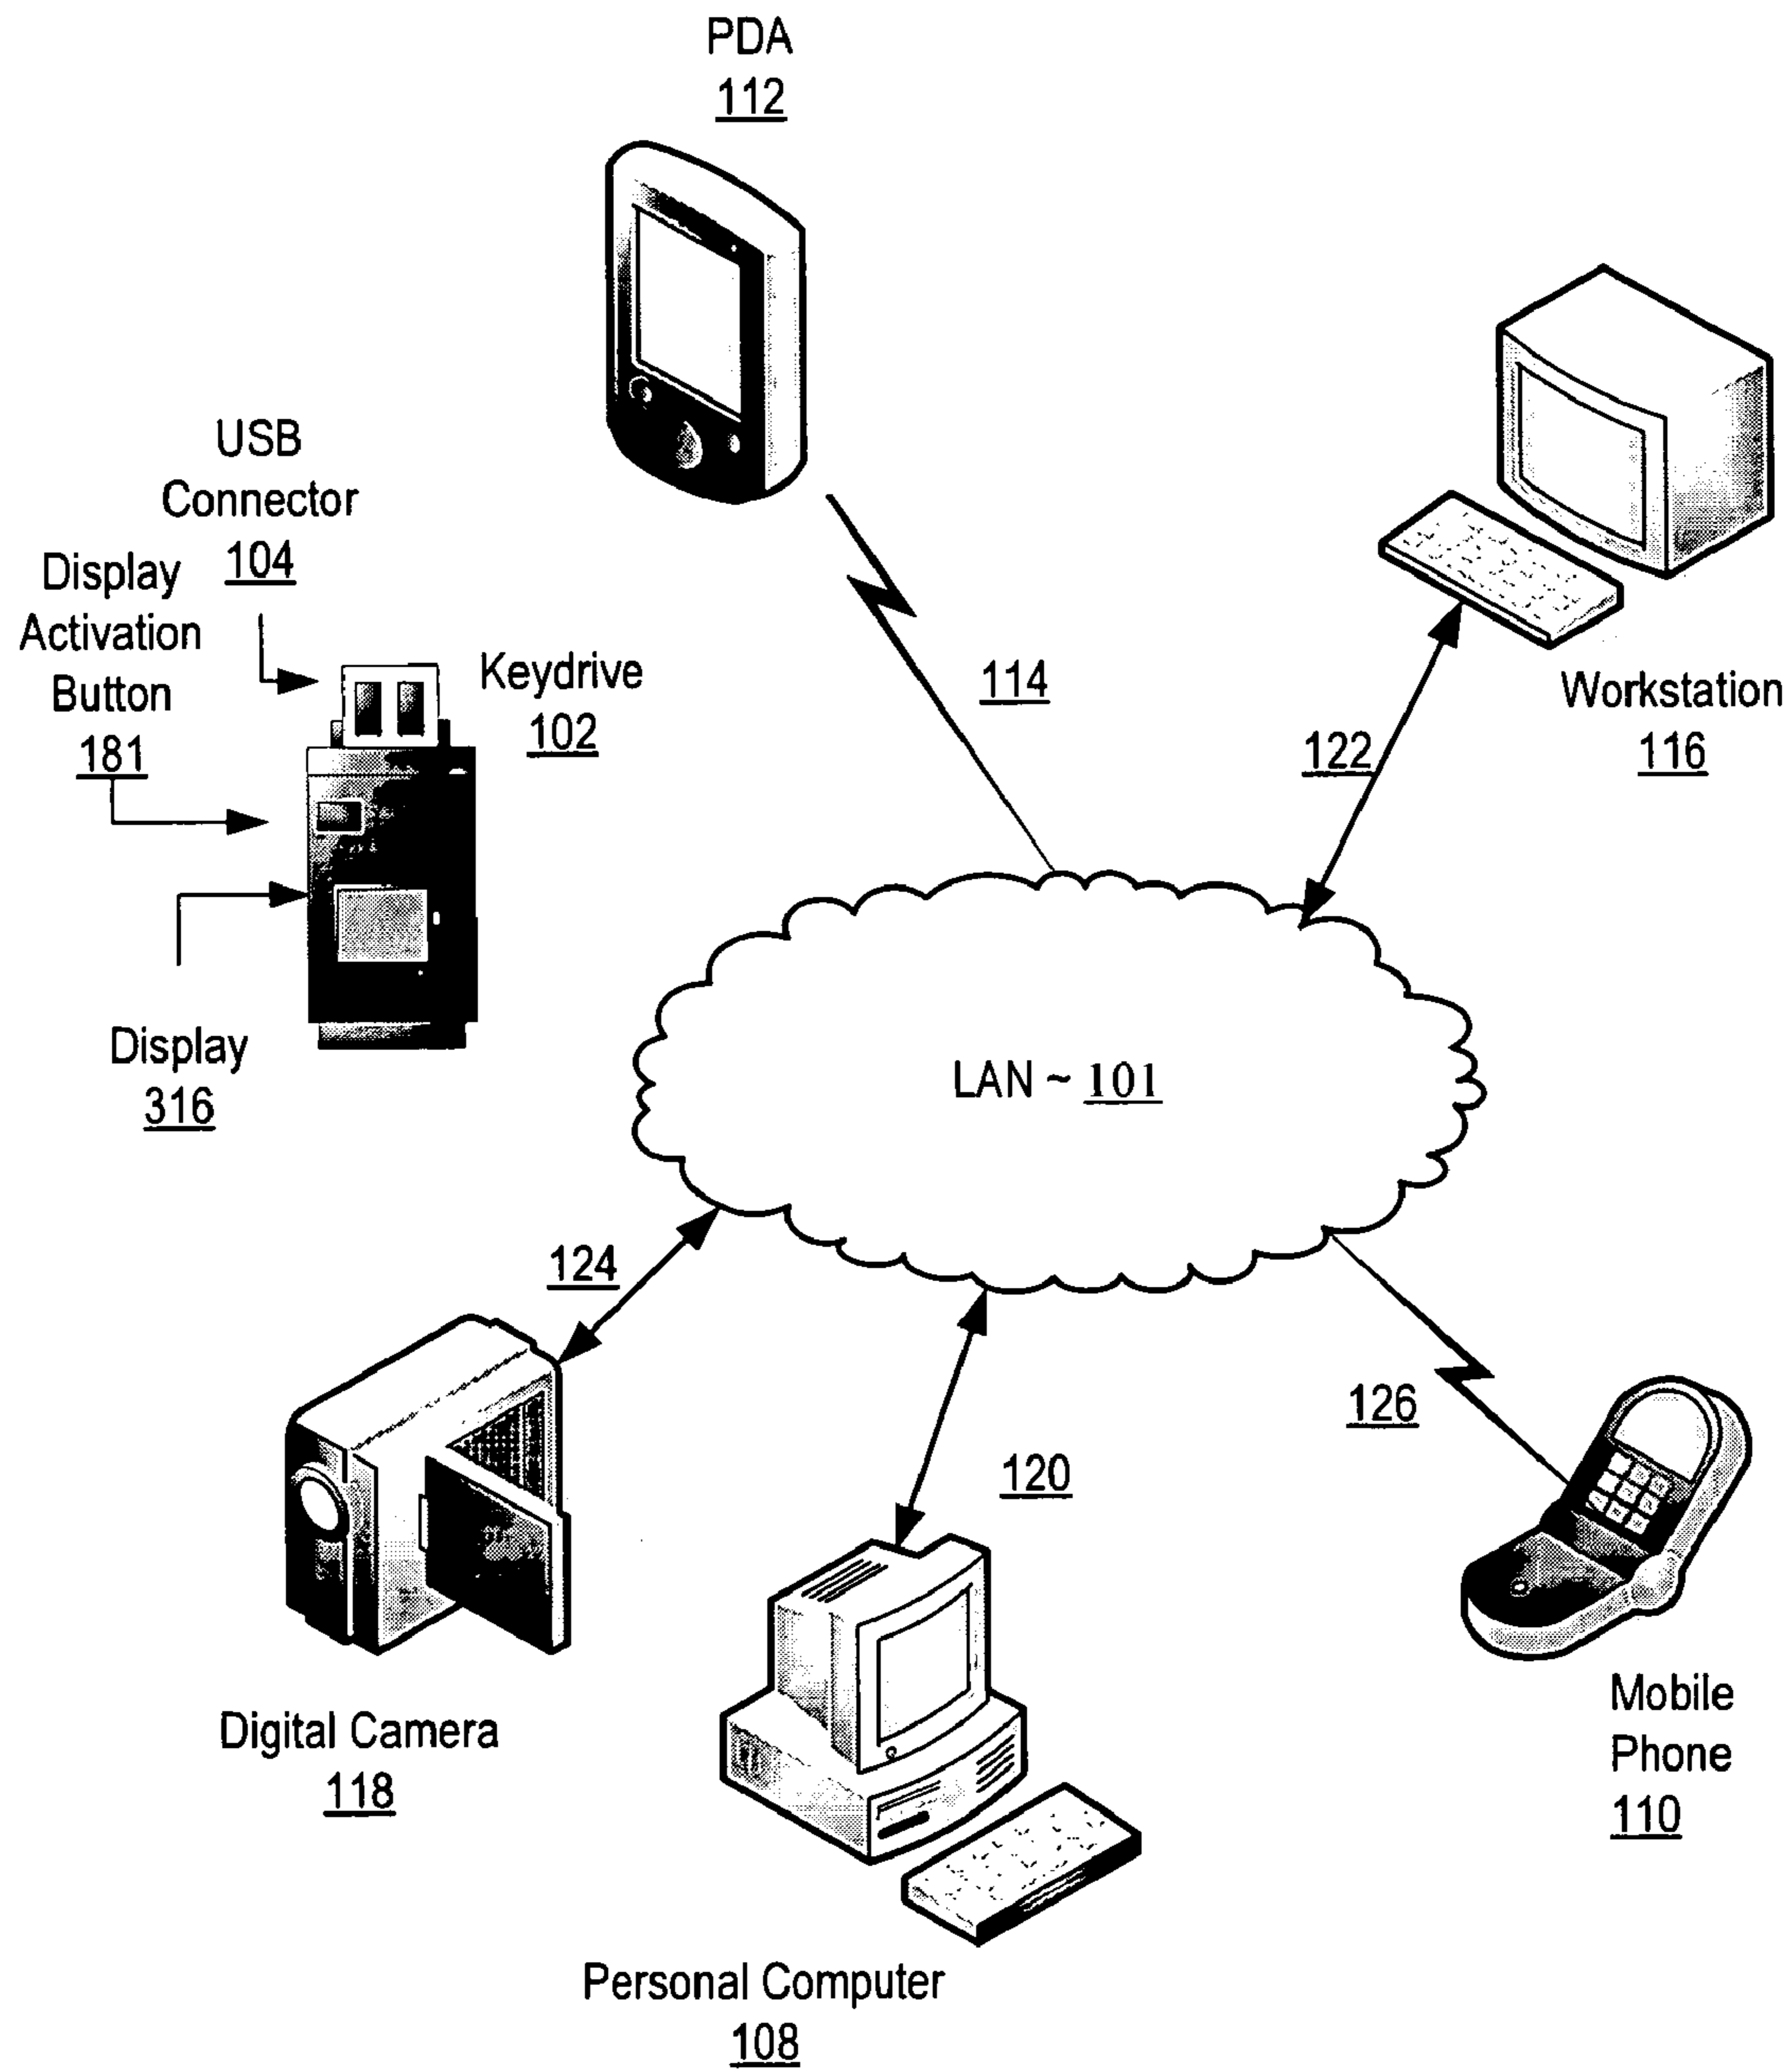 PDA
112
USB
Connector
104
Display
Activation
Button
181
Keydrive
102
114
122
Workstation
116
Display
316
LAN ~ 101
124
126
120
Digital Camera
118
Mobile
Phone
110
Personal Computer
108